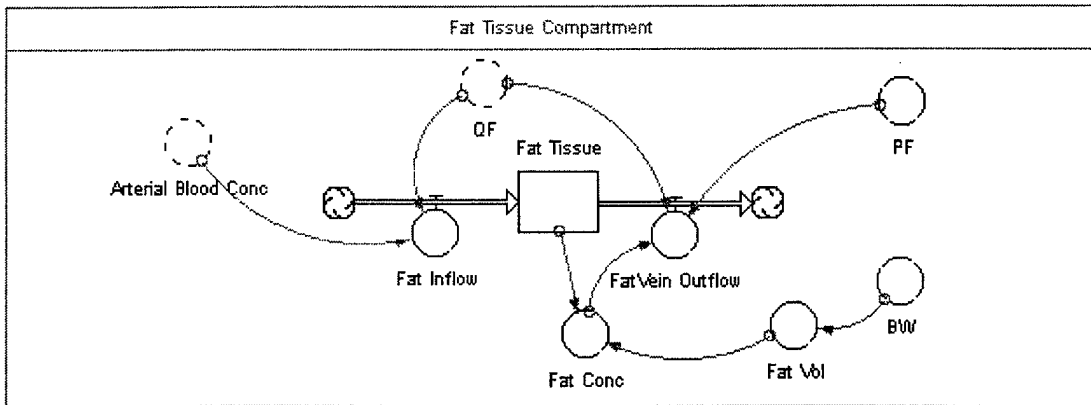 Fat Tissue Compartment
QF
PF
Fat Tissue
Arterial Blood Conc
Fat Inflow
FatVein Outflow
BW
Fat Vol
Fat Conc